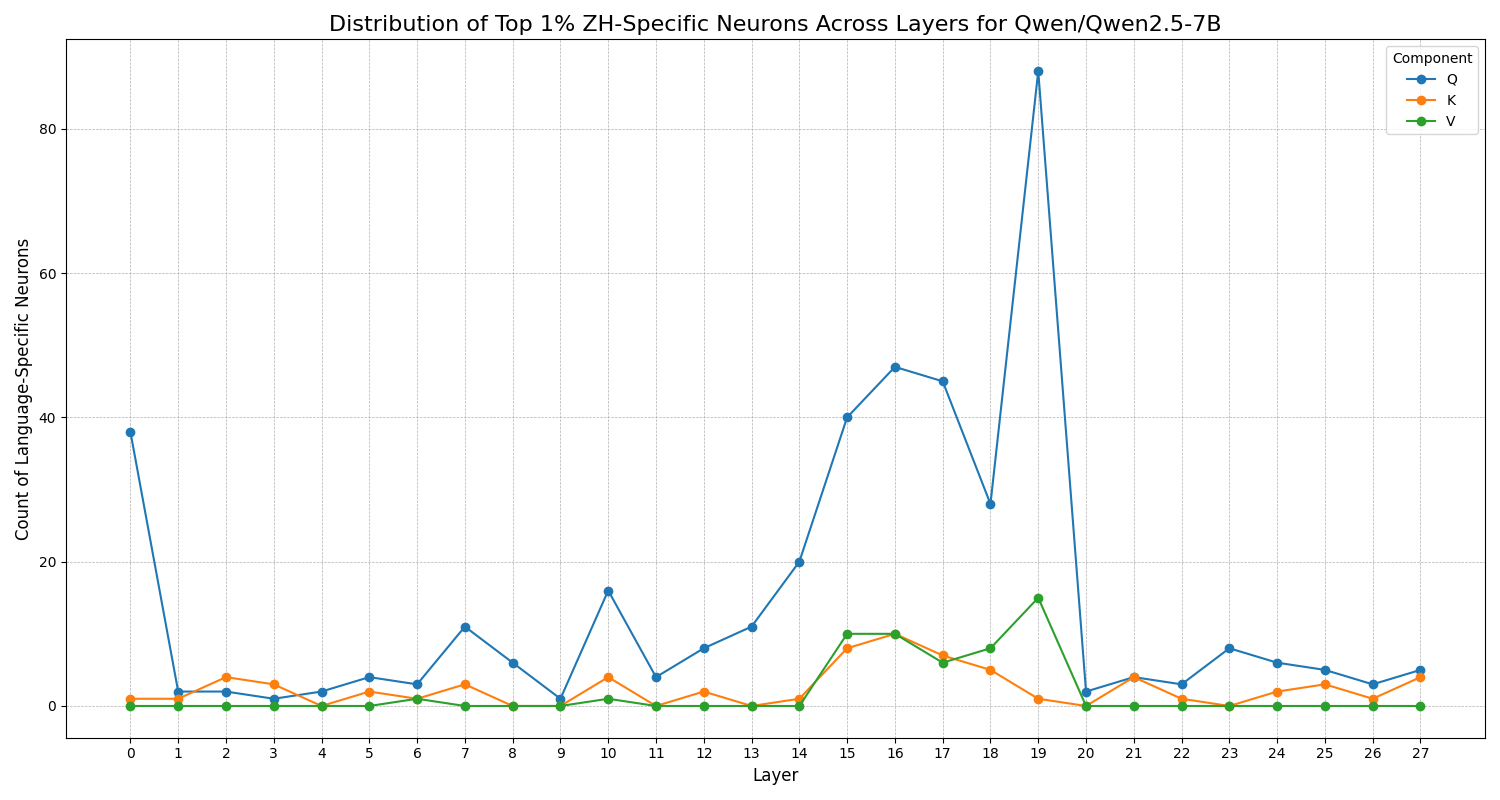 Distribution of Top 1% ZH-Specific Neurons Across Layers for Qwen/Qwen2.5-7B
Component
Q
K
V
Count of Language-Specific Neurons
80
60
40
20
0
0 1 2 3 4 5 6 7 8 9 10 11 12 13 14 15 16 17 18 19 20 21 22 23 24 25 26 27
Layer